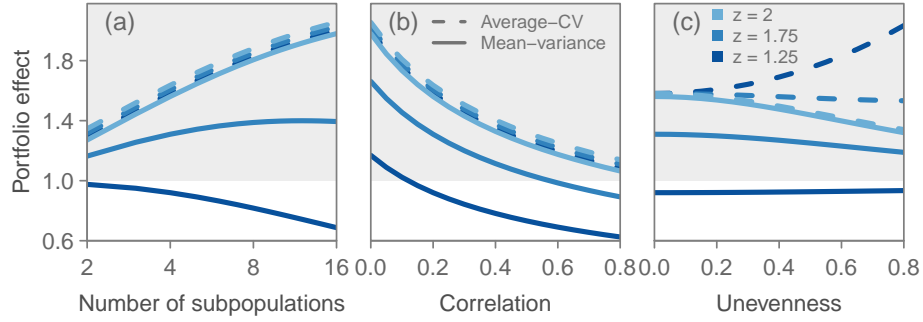 (a)
(b)
(c)
Average−CV
Mean−variance
z = 2
z = 1.75
z = 1.25
Portfolio effect
1.8
1.4
1.0
0.6
2 4 8 16
0.0 0.2 0.4 0.6 0.8
0.0 0.2 0.4 0.6 0.8
Number of subpopulations
Correlation
Unevenness